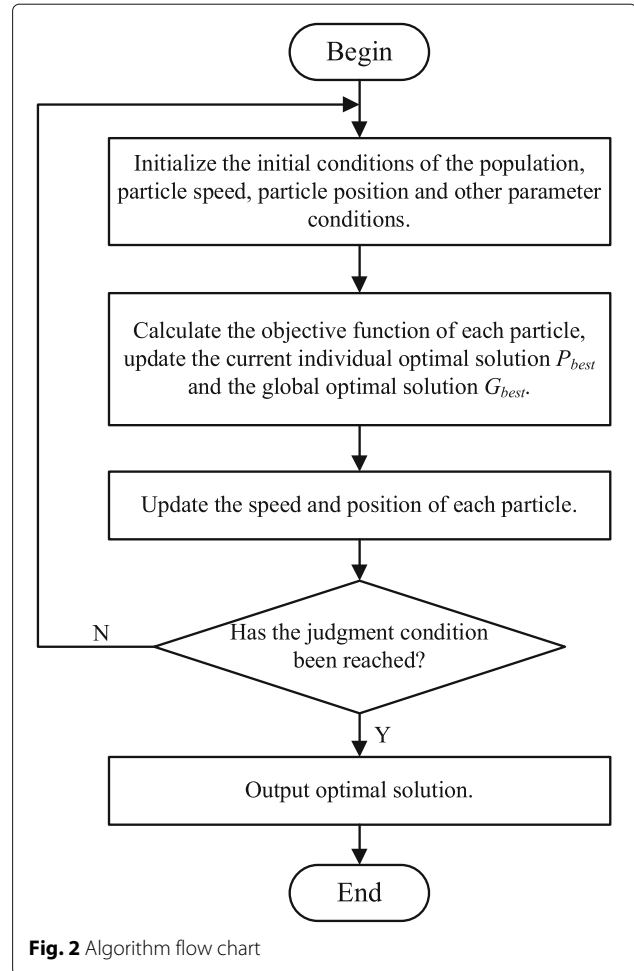 Begin
Initialize the initial conditions of the population,
particle speed, particle position and other parameter
conditions.
Calculate the objective function of each particle,
update the current individual optimal solution P_best
and the global optimal solution G_best.
Update the speed and position of each particle.
N
Has the judgment condition
been reached?
Y
Output optimal solution.
End
Fig. 2 Algorithm flow chart